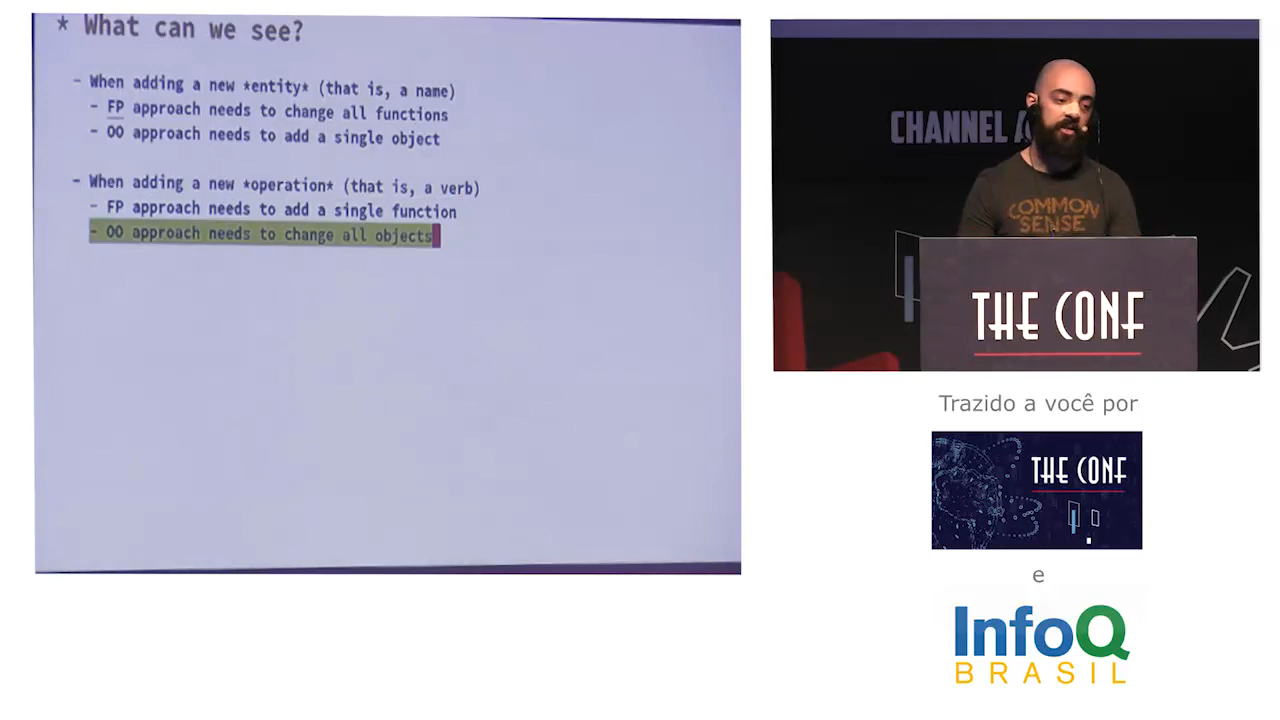 * What can we see?
- When adding a new *entity* (that is, a name)
- FP approach needs to change all functions
- OO approach needs to add a single object
- When adding a new *operation* (that is, a verb)
- FP approach needs to add a single function
- OO approach needs to change all objects
CHANNEL
COMMON
SENSE
THE CONF
Trazido a você por
THE CONF
e
InfoQ
BRASIL